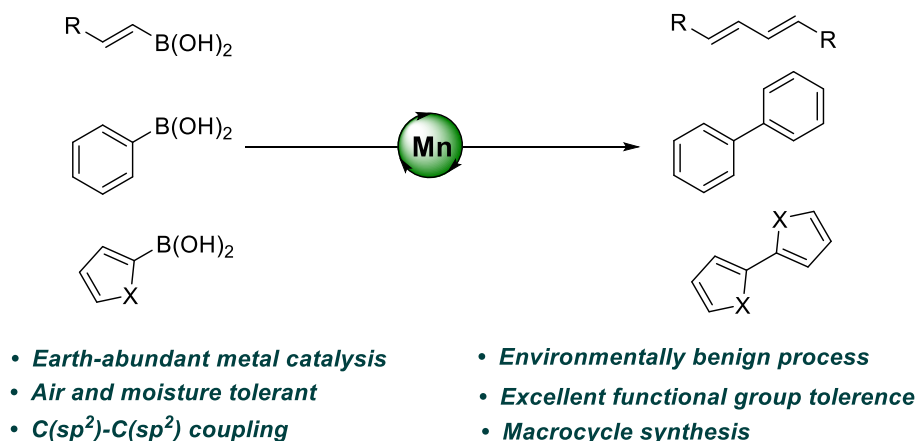 R
B(OH)2
R
R
B(OH)2
Mn
B(OH)2
X
X
X
• Earth-abundant metal catalysis
• Air and moisture tolerant
• C(sp2)-C(sp2) coupling
• Environmentally benign process
• Excellent functional group tolerence
• Macrocycle synthesis